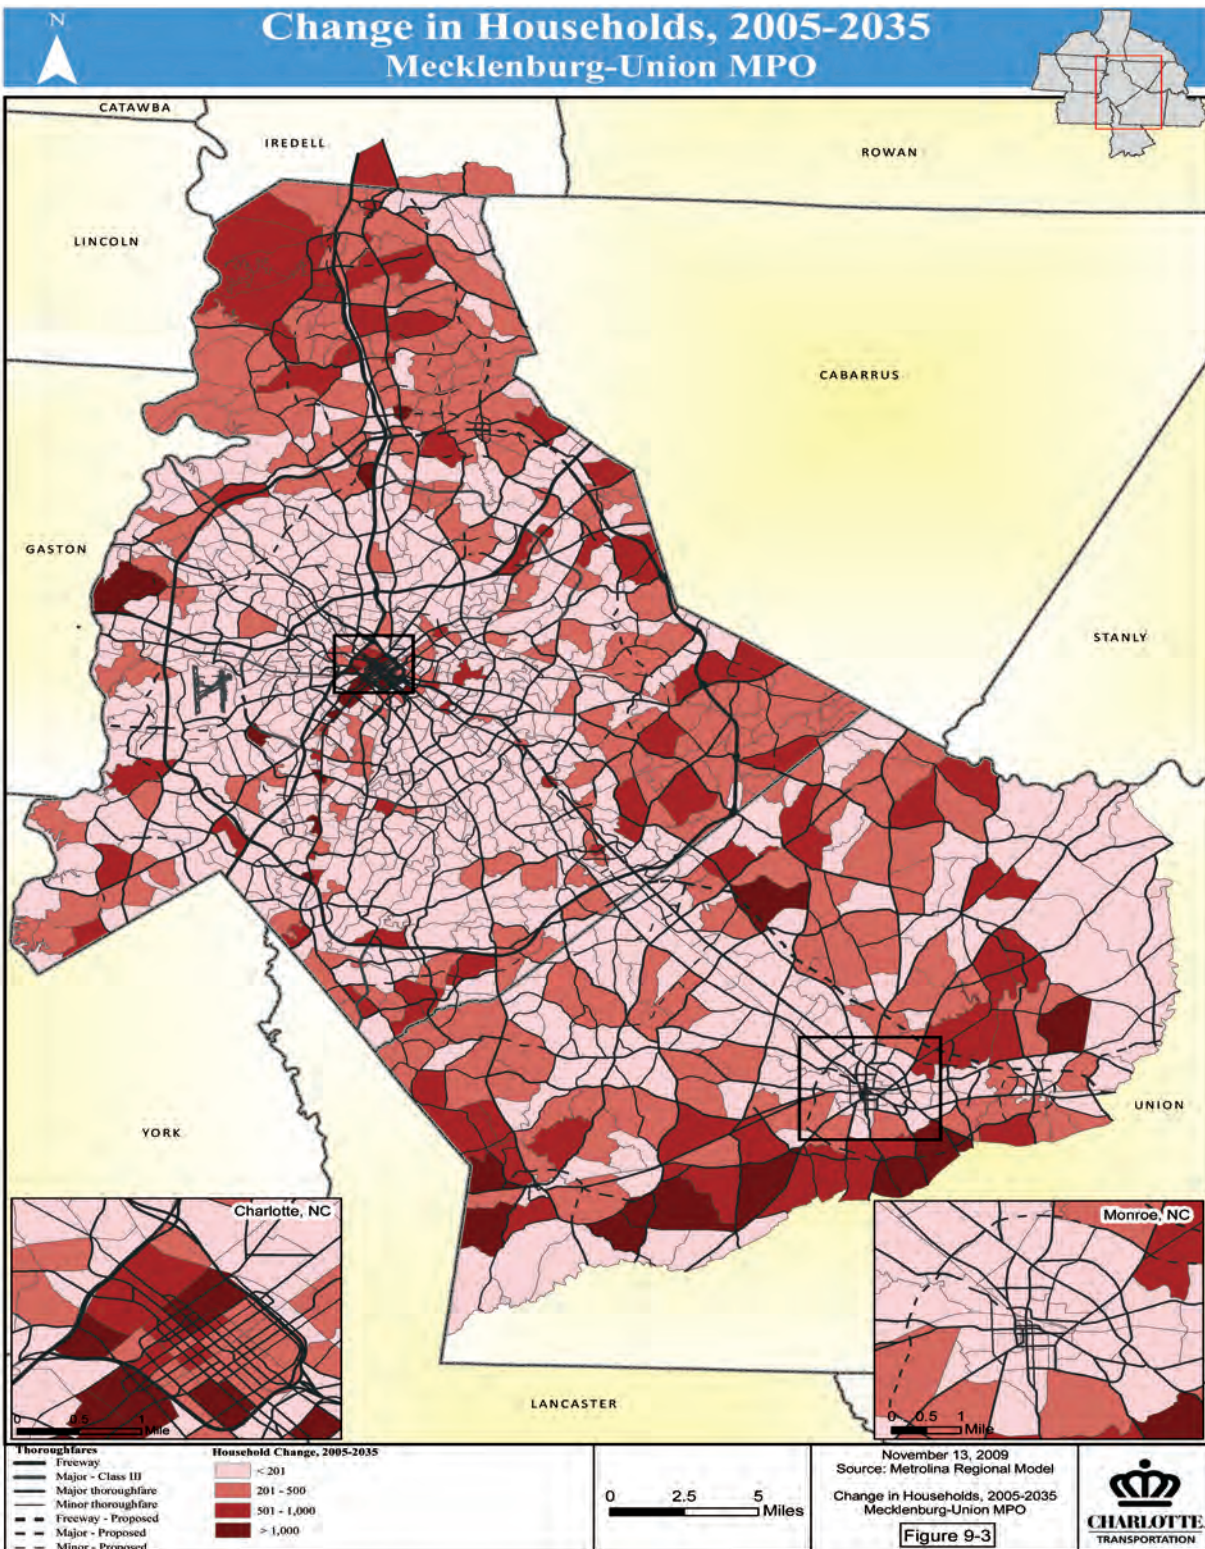 N
Change in Households, 2005-2035
Mecklenburg-Union MPO
CATAWBA
IREDELL
ROWAN
LINCOLN
CABARRUS
GASTON
STANLY
UNION
YORK
LANCASTER
Charlotte, NC
0 0.5 1
Mile
Monroe, NC
0 0.5 1
Mile
Thoroughfares
Freeway
Major - Class III
Major thoroughfare
Minor thoroughfare
Freeway - Proposed
Major - Proposed
Minor - Proposed
Household Change, 2005-2035
< 201
201 - 500
501 - 1,000
> 1,000
0 2.5 5
Miles
November 13, 2009
Source: Metrolina Regional Model
Change in Households, 2005-2035
Mecklenburg-Union MPO
Figure 9-3
CHARLOTTE
TRANSPORTATION